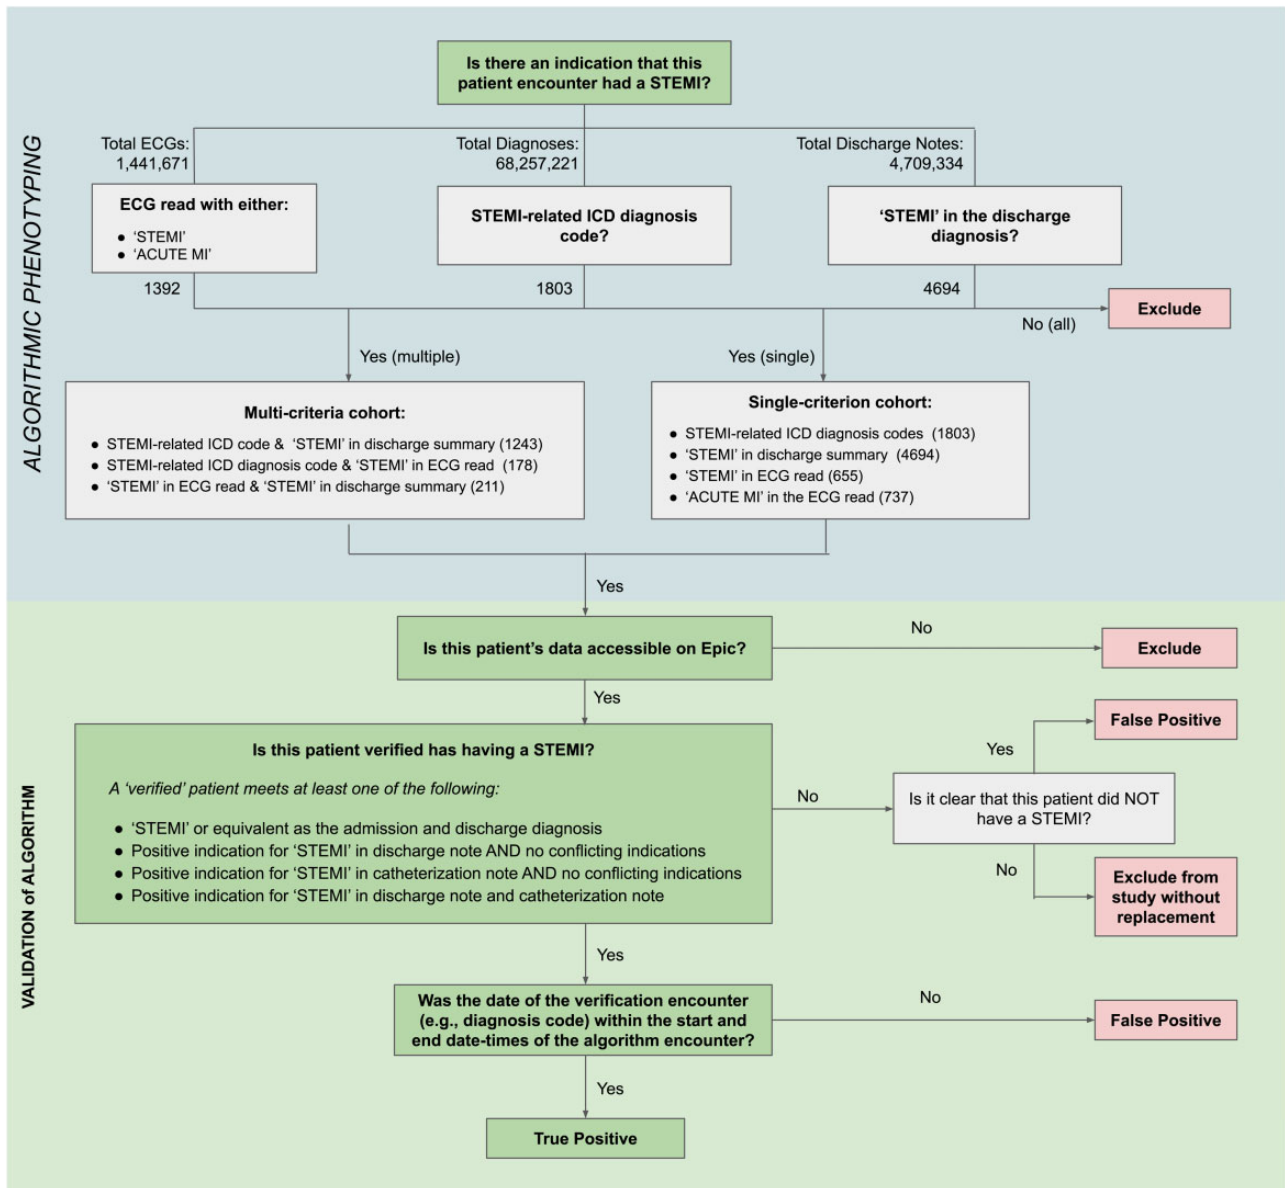 ALGORITHMIC PHENOTYPING
Is there an indication that this
patient encounter had a STEMI?
Total ECGs:
1,441,671
Total Diagnoses:
68,257,221
Total Discharge Notes:
4,709,334
ECG read with either:
● ‘STEMI’
● ‘ACUTE MI’
STEMI-related ICD diagnosis
code?
‘STEMI’ in the discharge
diagnosis?
1392
1803
4694
No (all)
Exclude
Yes (multiple)
Yes (single)
Multi-criteria cohort:
● STEMI-related ICD code & ‘STEMI’ in discharge summary (1243)
● STEMI-related ICD diagnosis code & ‘STEMI’ in ECG read (178)
● ‘STEMI’ in ECG read & ‘STEMI’ in discharge summary (211)
Single-criterion cohort:
● STEMI-related ICD diagnosis codes (1803)
● ‘STEMI’ in discharge summary (4694)
● ‘STEMI’ in ECG read (655)
● ‘ACUTE MI’ in the ECG read (737)
Yes
VALIDATION of ALGORITHM
Is this patient’s data accessible on Epic?
No
Exclude
Yes
Is this patient verified has having a STEMI?
A ‘verified’ patient meets at least one of the following:
● ‘STEMI’ or equivalent as the admission and discharge diagnosis
● Positive indication for ‘STEMI’ in discharge note AND no conflicting indications
● Positive indication for ‘STEMI’ in catheterization note AND no conflicting indications
● Positive indication for ‘STEMI’ in discharge note and catheterization note
No
Is it clear that this patient did NOT
have a STEMI?
Yes
False Positive
No
Exclude from
study without
replacement
Yes
Was the date of the verification encounter
(e.g., diagnosis code) within the start and
end date-times of the algorithm encounter?
No
False Positive
Yes
True Positive